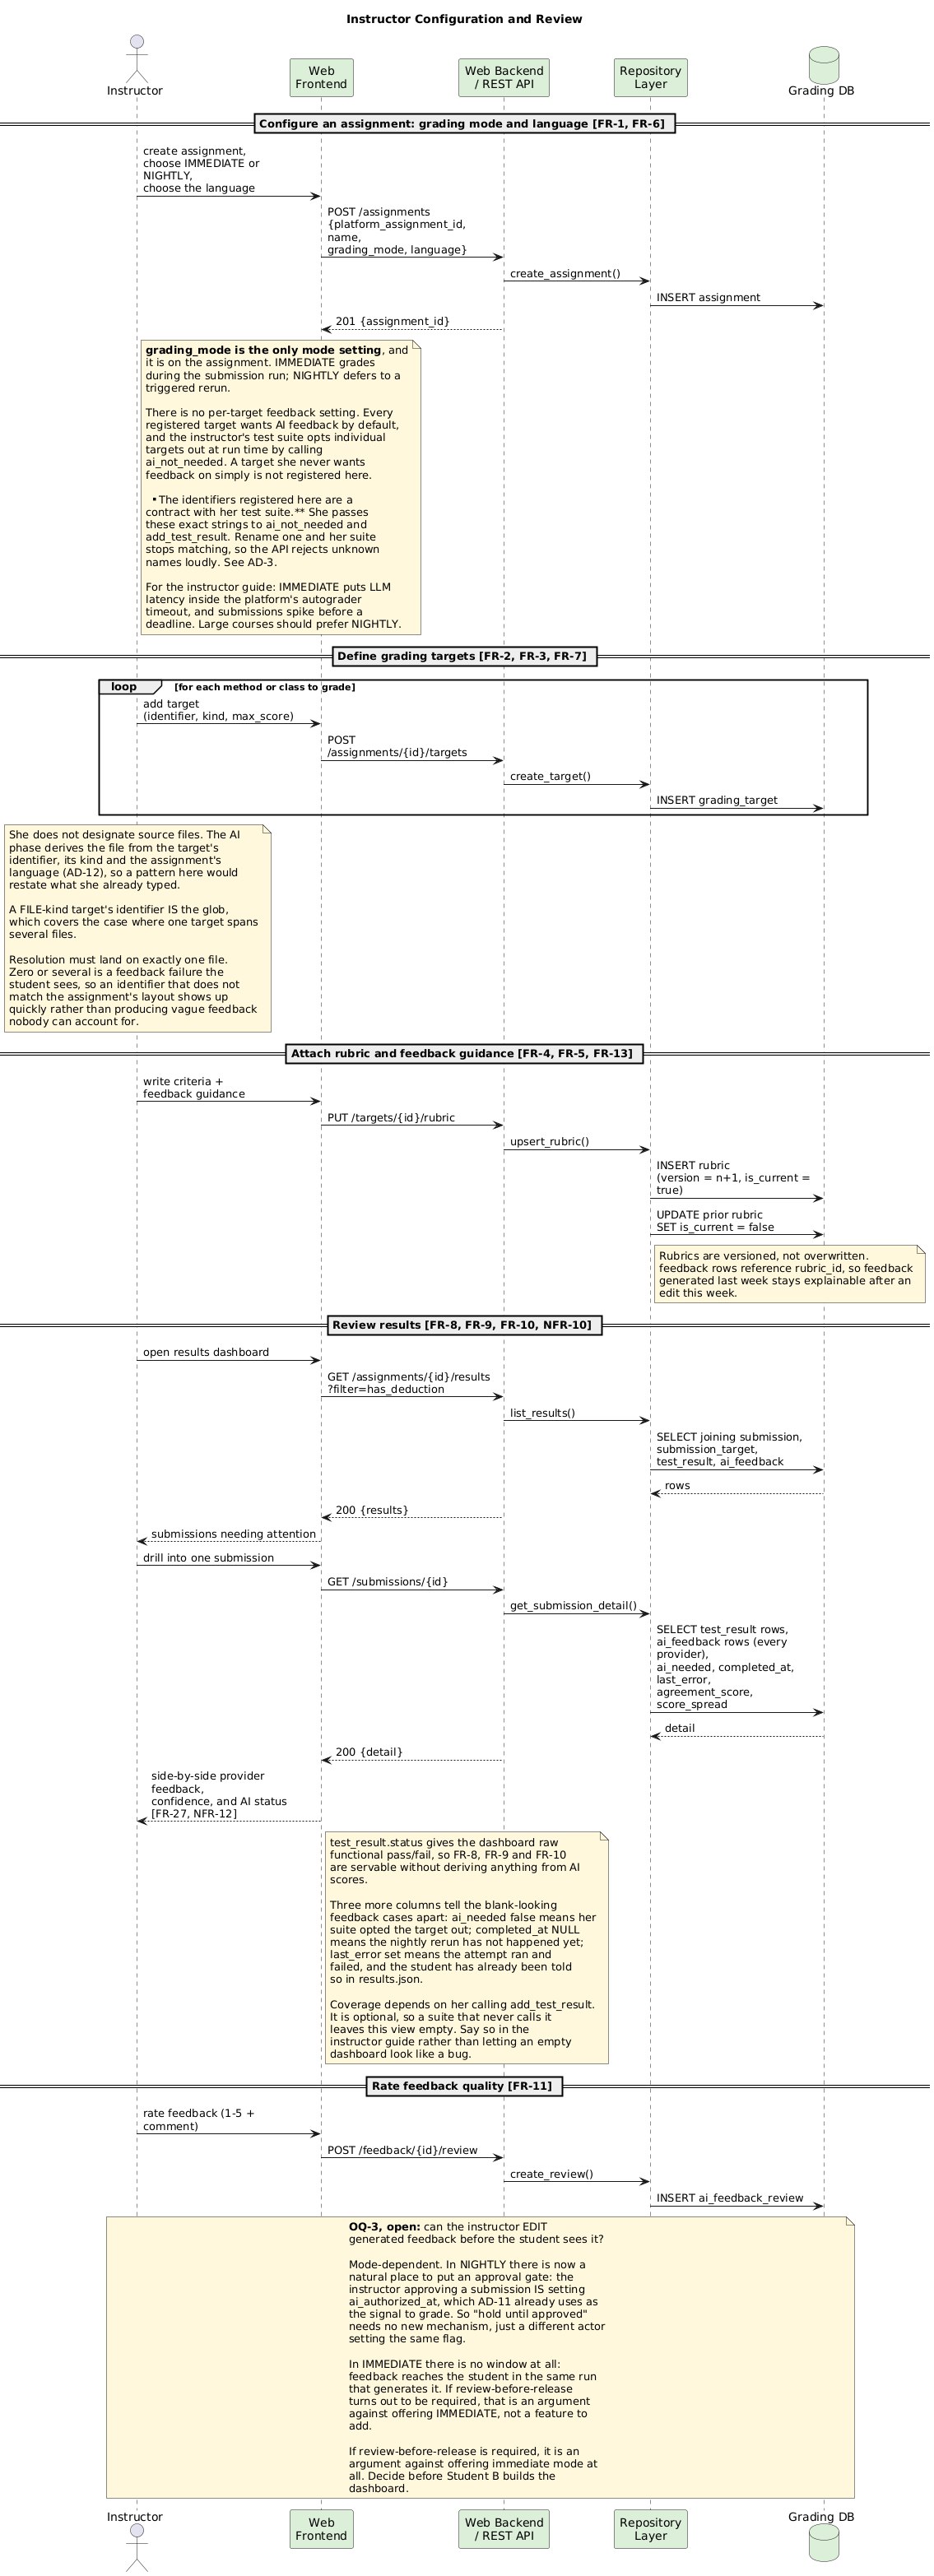 Instructor Configuration and Review
Instructor
Web
Frontend
Web Backend
/ REST API
Repository
Layer
Grading DB
Configure an assignment: grading mode and language [FR-1, FR-6]
create assignment,
choose IMMEDIATE or
NIGHTLY,
choose the language
POST /assignments
{platform_assignment_id,
name,
grading_mode, language}
create_assignment()
INSERT assignment
201 {assignment_id}
grading_mode is the only mode setting, and
it is on the assignment. IMMEDIATE grades
during the submission run; NIGHTLY defers to a
triggered rerun.
There is no per-target feedback setting. Every
registered target wants AI feedback by default,
and the instructor's test suite opts individual
targets out at run time by calling
ai_not_needed. A target she never wants
feedback on simply is not registered here.
• The identifiers registered here are a
contract with her test suite.** She passes
these exact strings to ai_not_needed and
add_test_result. Rename one and her suite
stops matching, so the API rejects unknown
names loudly. See AD-3.
For the instructor guide: IMMEDIATE puts LLM
latency inside the platform's autograder
timeout, and submissions spike before a
deadline. Large courses should prefer NIGHTLY.
Define grading targets [FR-2, FR-3, FR-7]
loop
[for each method or class to grade]
add target
(identifier, kind, max_score)
POST
/assignments/{id}/targets
create_target()
INSERT grading_target
She does not designate source files. The AI
phase derives the file from the target's
identifier, its kind and the assignment's
language (AD-12), so a pattern here would
restate what she already typed.
A FILE-kind target's identifier IS the glob,
which covers the case where one target spans
several files.
Resolution must land on exactly one file.
Zero or several is a feedback failure the
student sees, so an identifier that does not
match the assignment's layout shows up
quickly rather than producing vague feedback
nobody can account for.
Attach rubric and feedback guidance [FR-4, FR-5, FR-13]
write criteria +
feedback guidance
PUT /targets/{id}/rubric
upsert_rubric()
INSERT rubric
(version = n+1, is_current =
true)
UPDATE prior rubric
SET is_current = false
Rubrics are versioned, not overwritten.
feedback rows reference rubric_id, so feedback
generated last week stays explainable after an
edit this week.
Review results [FR-8, FR-9, FR-10, NFR-10]
open results dashboard
GET /assignments/{id}/results
?filter=has_deduction
list_results()
SELECT joining submission,
submission_target,
test_result, ai_feedback
rows
200 {results}
submissions needing attention
drill into one submission
GET /submissions/{id}
get_submission_detail()
SELECT test_result rows,
ai_feedback rows (every
provider),
ai_needed, completed_at,
last_error,
agreement_score,
score_spread
detail
200 {detail}
side-by-side provider
feedback,
confidence, and AI status
[FR-27, NFR-12]
test_result.status gives the dashboard raw
functional pass/fail, so FR-8, FR-9 and FR-10
are servable without deriving anything from AI
scores.
Three more columns tell the blank-looking
feedback cases apart: ai_needed false means her
suite opted the target out; completed_at NULL
means the nightly rerun has not happened yet;
last_error set means the attempt ran and
failed, and the student has already been told
so in results.json.
Coverage depends on her calling add_test_result.
It is optional, so a suite that never calls it
leaves this view empty. Say so in the
instructor guide rather than letting an empty
dashboard look like a bug.
Rate feedback quality [FR-11]
rate feedback (1-5 +
comment)
POST /feedback/{id}/review
create_review()
INSERT ai_feedback_review
OQ-3, open: can the instructor EDIT
generated feedback before the student sees it?
Mode-dependent. In NIGHTLY there is now a
natural place to put an approval gate: the
instructor approving a submission IS setting
ai_authorized_at, which AD-11 already uses as
the signal to grade. So "hold until approved"
needs no new mechanism, just a different actor
setting the same flag.
In IMMEDIATE there is no window at all:
feedback reaches the student in the same run
that generates it. If review-before-release
turns out to be required, that is an argument
against offering IMMEDIATE, not a feature to
add.
If review-before-release is required, it is an
argument against offering immediate mode at
all. Decide before Student B builds the
dashboard.
Instructor
Web
Frontend
Web Backend
/ REST API
Repository
Layer
Grading DB